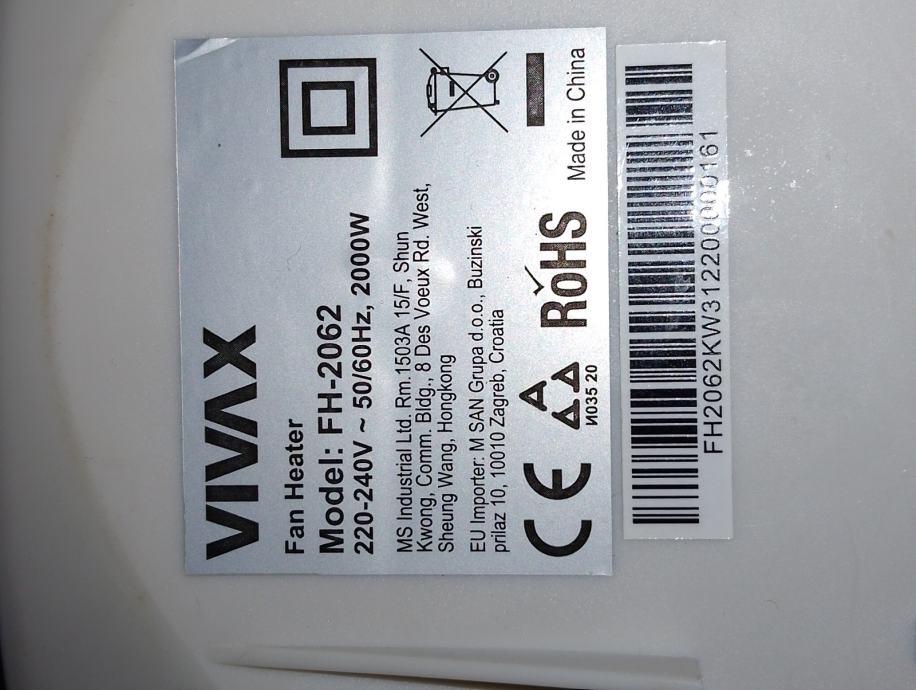 VIVAX
Fan Heater
Model: FH-2062
220-240V ~ 50/60Hz, 2000W
MS Industrial Ltd. Rm.1503A 15/F, Shun
Kwong, Comm. Bldg., 8 Des Voeux Rd. West,
Sheung Wang, Hongkong
EU Importer: M SAN Grupa d.o.o., Buzinski
prilaz 10, 10010 Zagreb, Croatia
CE
RoHS
И035 20
Made in China
FH2062KW3122000000161